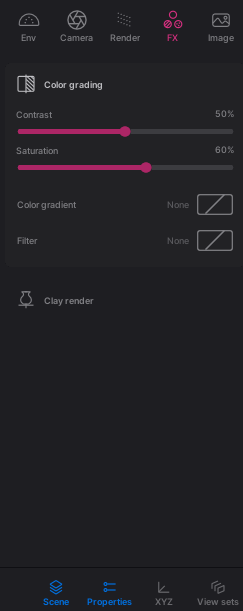 Env Camera Render FX Image
Color grading
Contrast 50%
Saturation 60%
Color gradient None
Filter None
Clay render
Scene Properties XYZ View sets